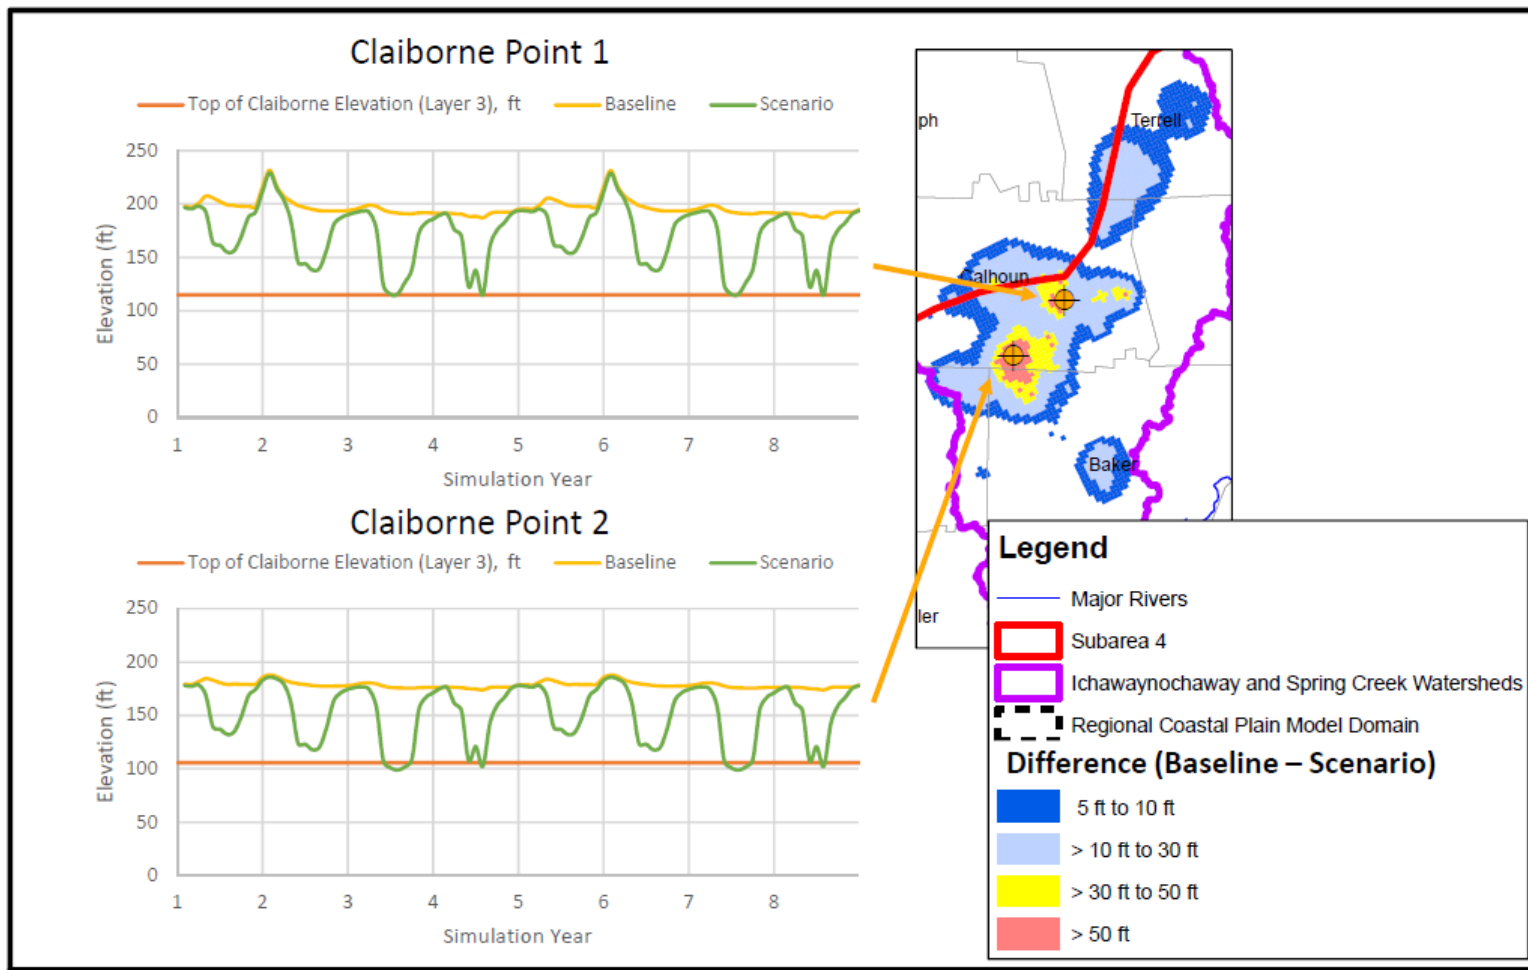 Claiborne Point 1
Top of Claiborne Elevation (Layer 3), ft Baseline Scenario
250
200
150
100
50
0
Elevation (ft)
1 2 3 4 5 6 7 8
Simulation Year
Claiborne Point 2
Top of Claiborne Elevation (Layer 3), ft Baseline Scenario
250
200
150
100
50
0
Elevation (ft)
1 2 3 4 5 6 7 8
Simulation Year
ph
Terrell
Calhoun
Baker
ler
Legend
Major Rivers
Subarea 4
Ichawaynochaway and Spring Creek Watersheds
Regional Coastal Plain Model Domain
Difference (Baseline – Scenario)
5 ft to 10 ft
> 10 ft to 30 ft
> 30 ft to 50 ft
> 50 ft